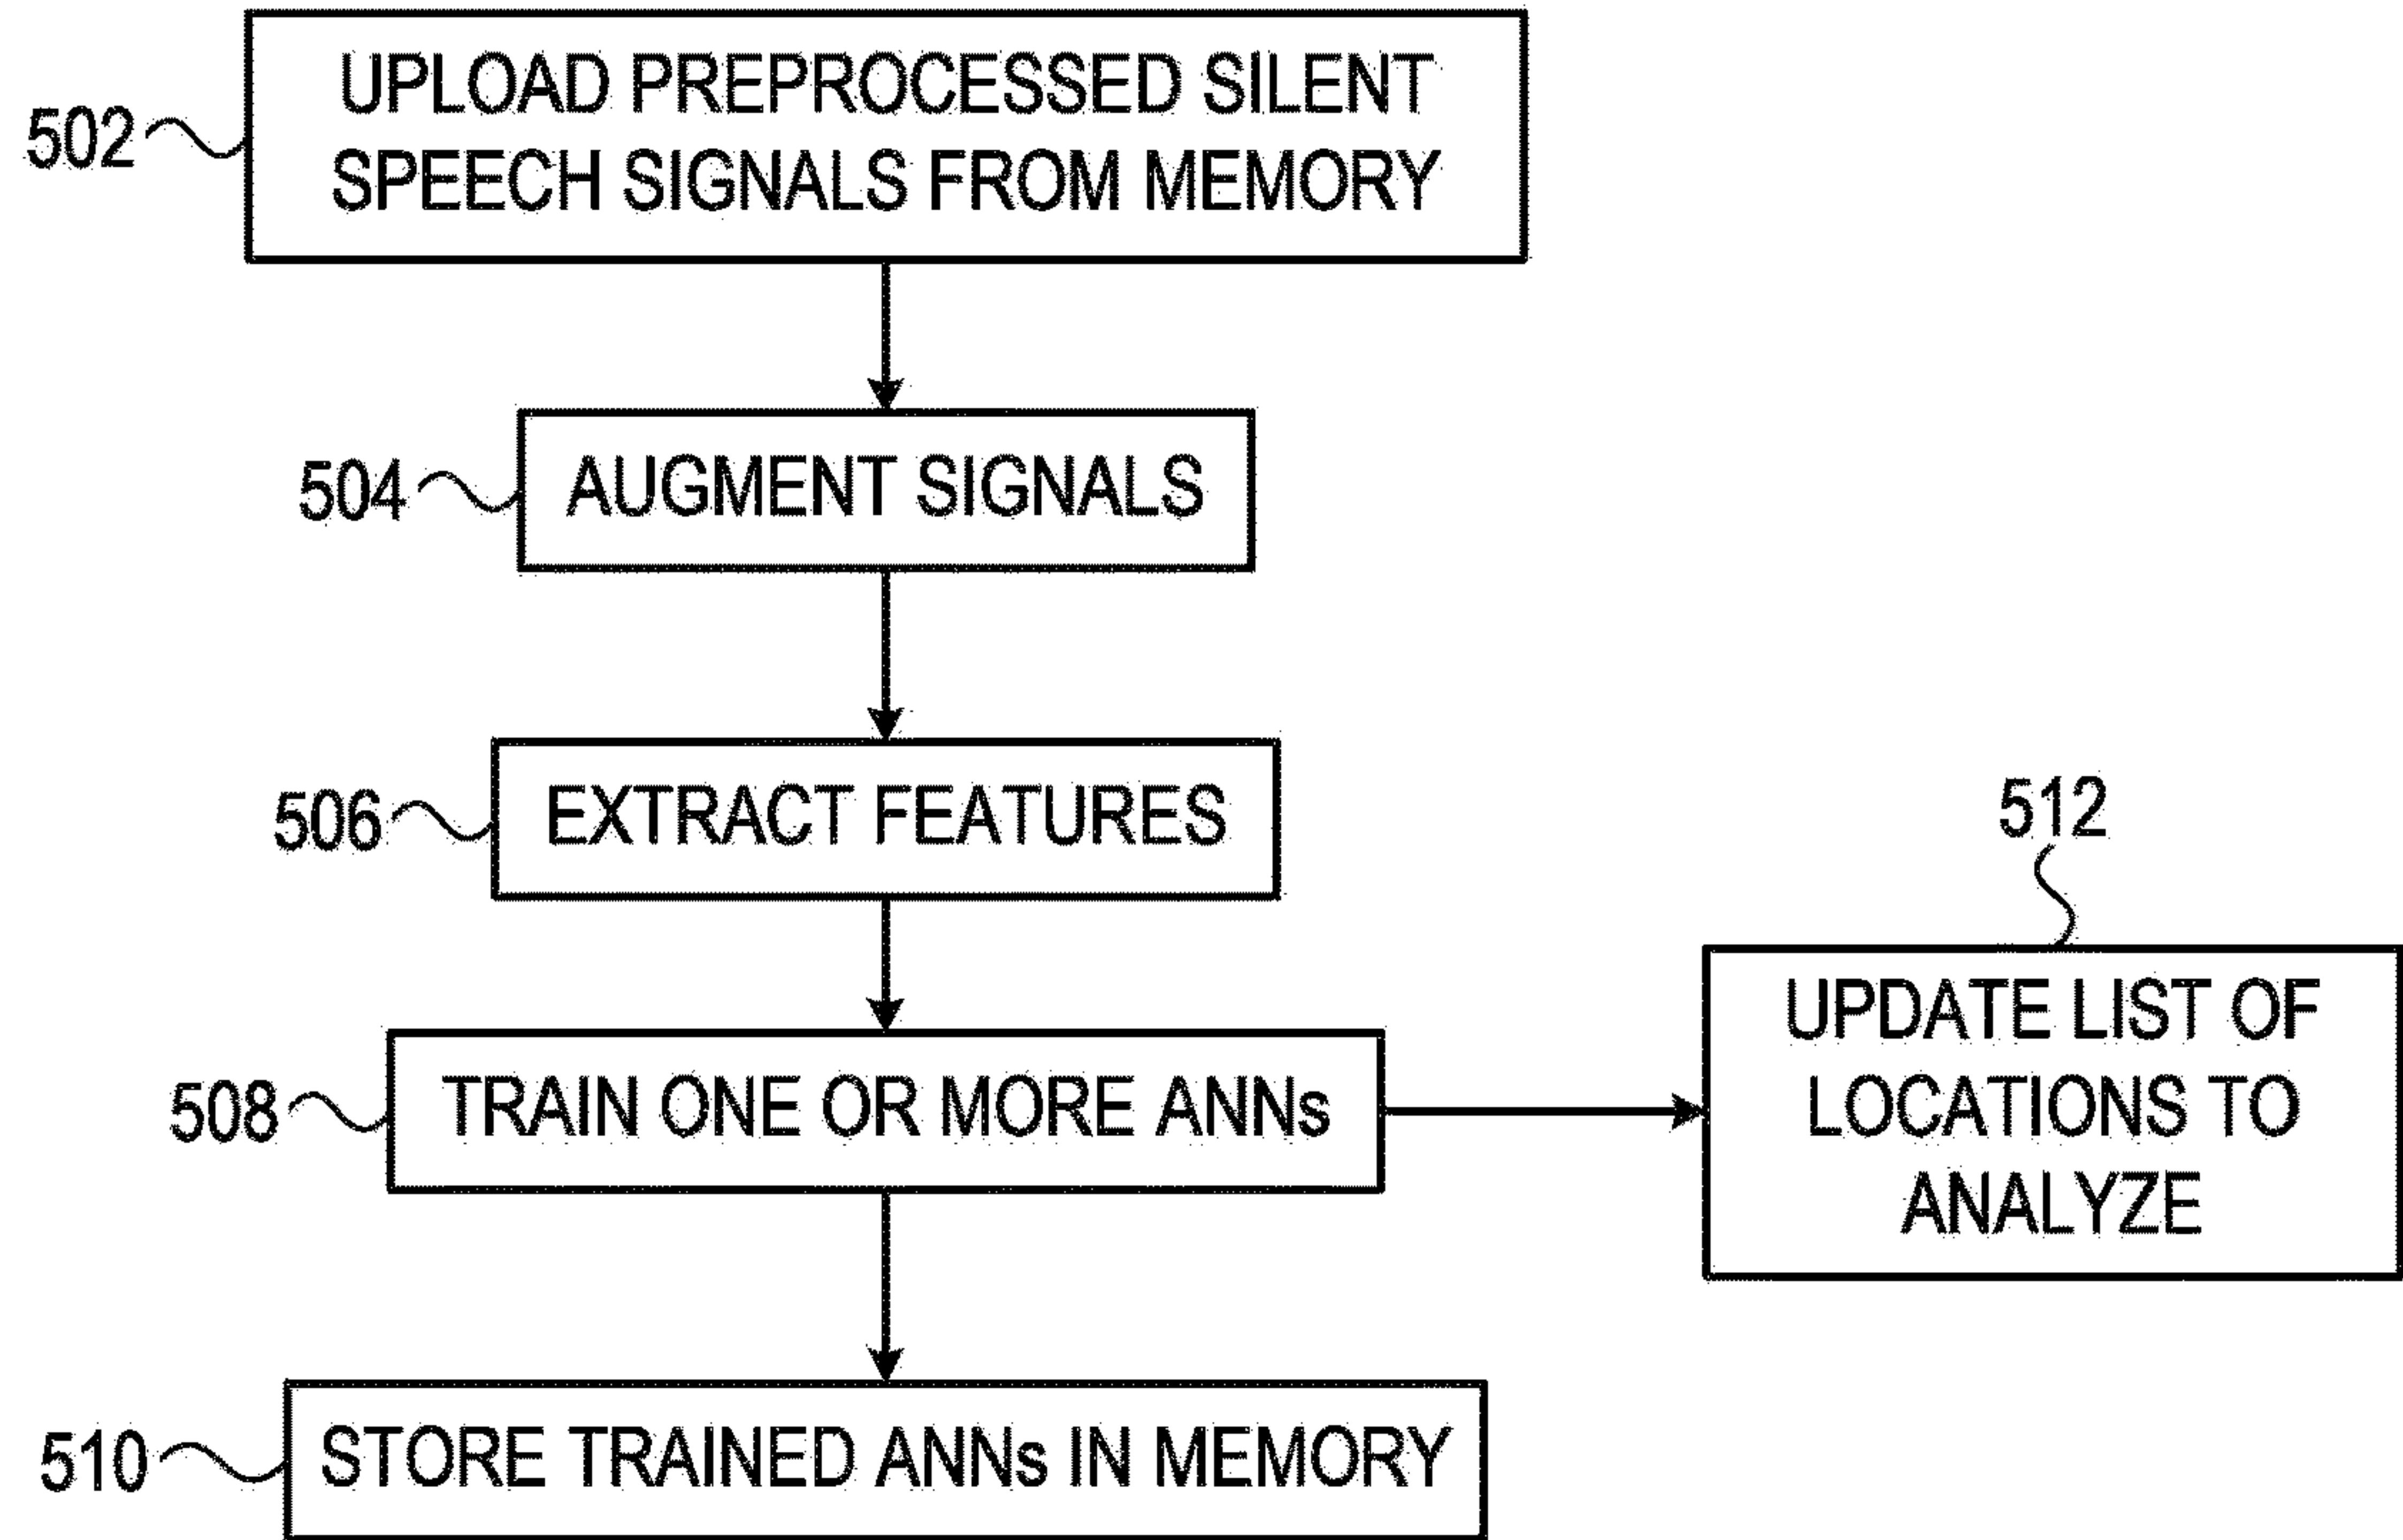 502
UPLOAD PREPROCESSED SILENT
SPEECH SIGNALS FROM MEMORY
504
AUGMENT SIGNALS
506
EXTRACT FEATURES
508
TRAIN ONE OR MORE ANNs
512
UPDATE LIST OF
LOCATIONS TO
ANALYZE
510
STORE TRAINED ANNs IN MEMORY